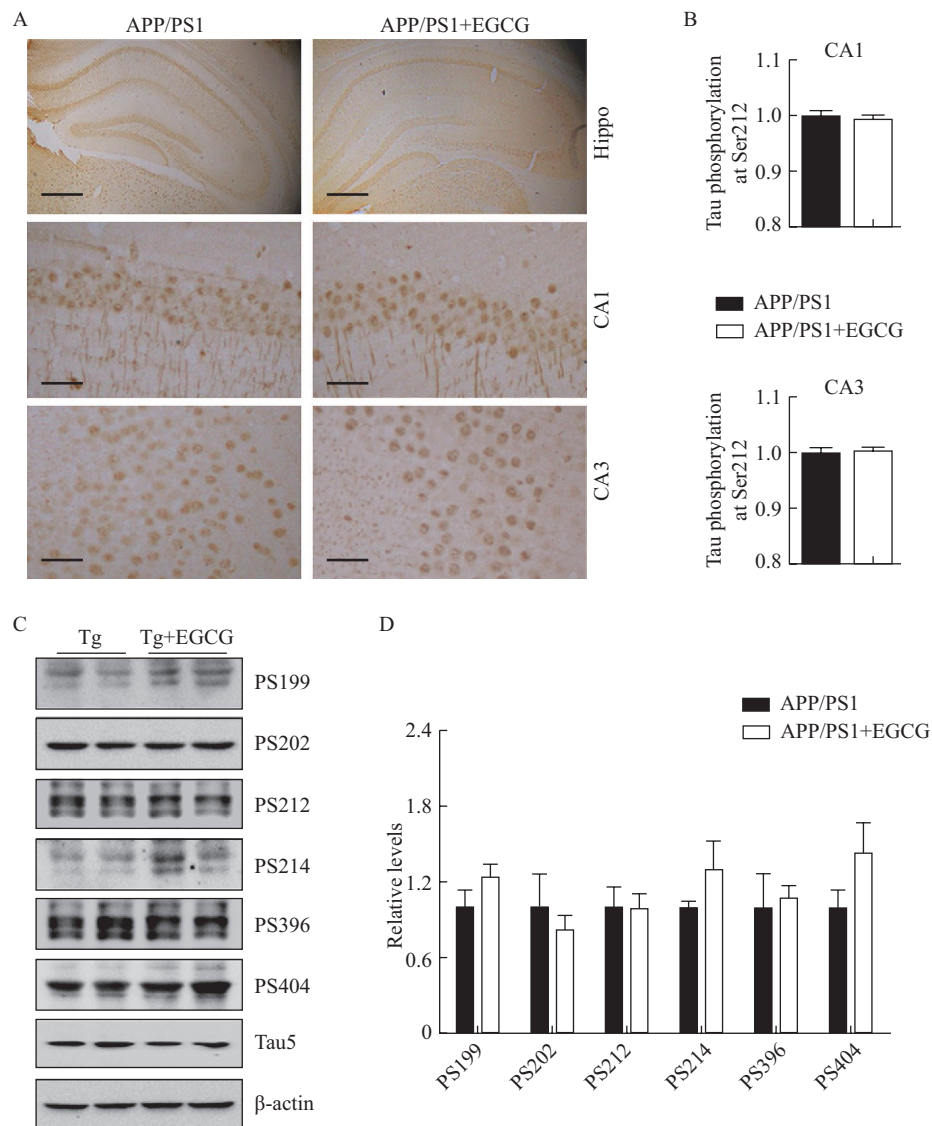 A
APP/PS1
APP/PS1+EGCG
Hippo
CA1
CA3
B
CA1
Tau phosphorylation
at Ser212
1.1
1.0
0.9
0.8
APP/PS1
APP/PS1+EGCG
CA3
Tau phosphorylation
at Ser212
1.1
1.0
0.9
0.8
C
Tg
Tg+EGCG
PS199
PS202
PS212
PS214
PS396
PS404
Tau5
β-actin
D
APP/PS1
APP/PS1+EGCG
Relative levels
2.4
1.8
1.2
0.6
0
PS199
PS202
PS212
PS214
PS396
PS404